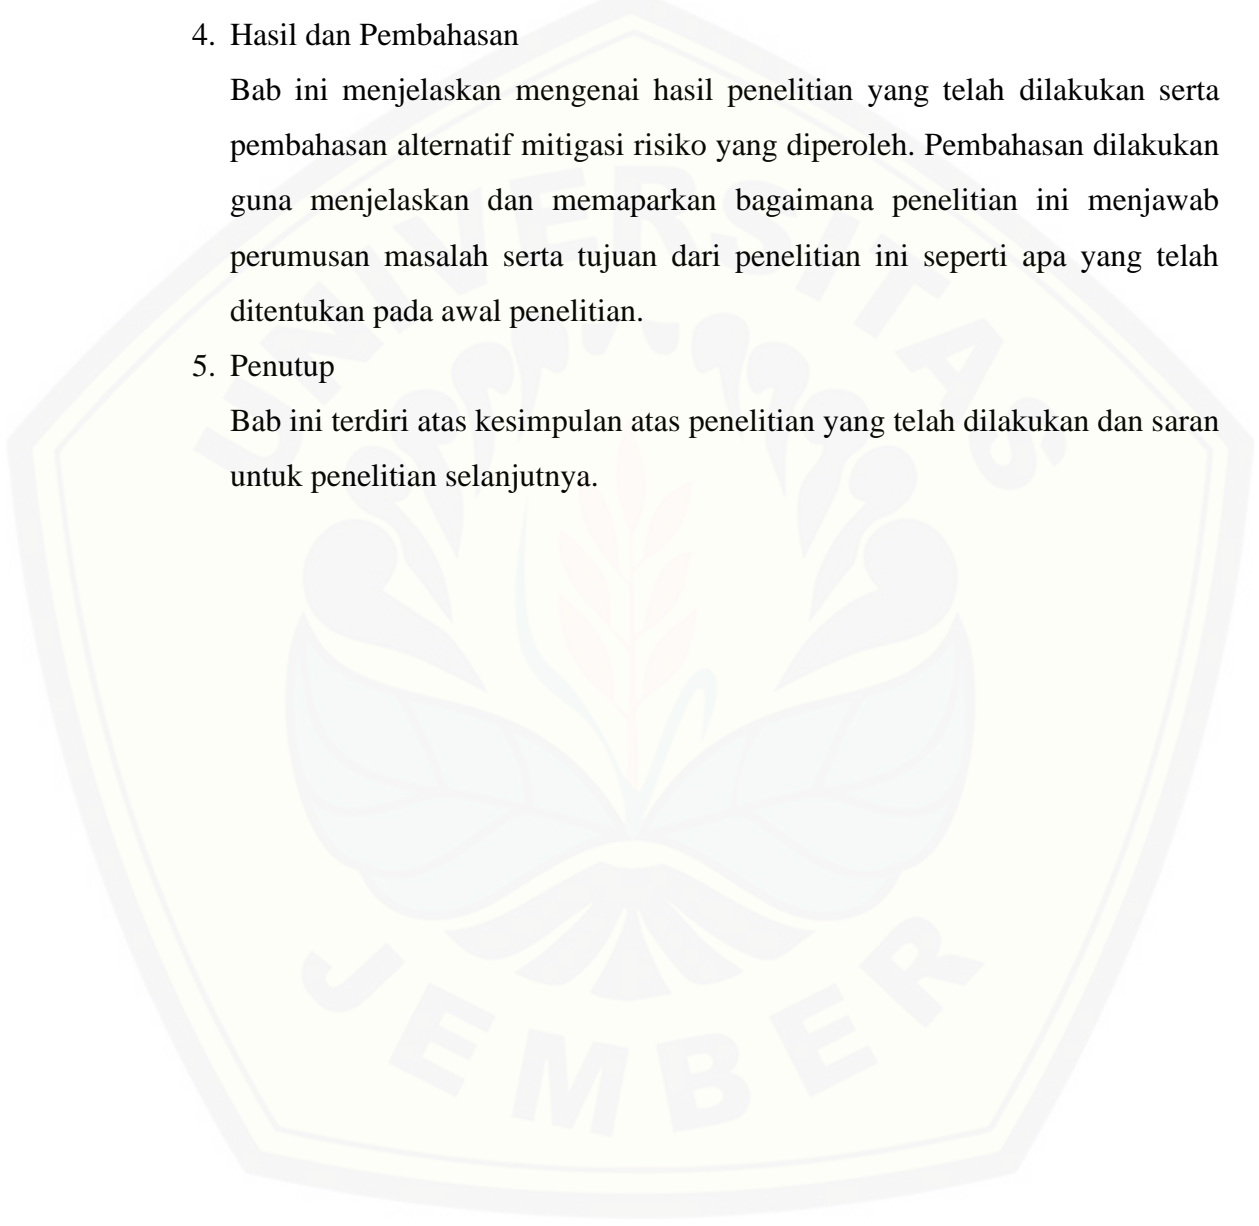 4. Hasil dan Pembahasan
Bab ini menjelaskan mengenai hasil penelitian yang telah dilakukan serta
pembahasan alternatif mitigasi risiko yang diperoleh. Pembahasan dilakukan
guna menjelaskan dan memaparkan bagaimana penelitian ini menjawab
perumusan masalah serta tujuan dari penelitian ini seperti apa yang telah
ditentukan pada awal penelitian.
5. Penutup
Bab ini terdiri atas kesimpulan atas penelitian yang telah dilakukan dan saran
untuk penelitian selanjutnya.
UNIVERSITAS
JEMBER